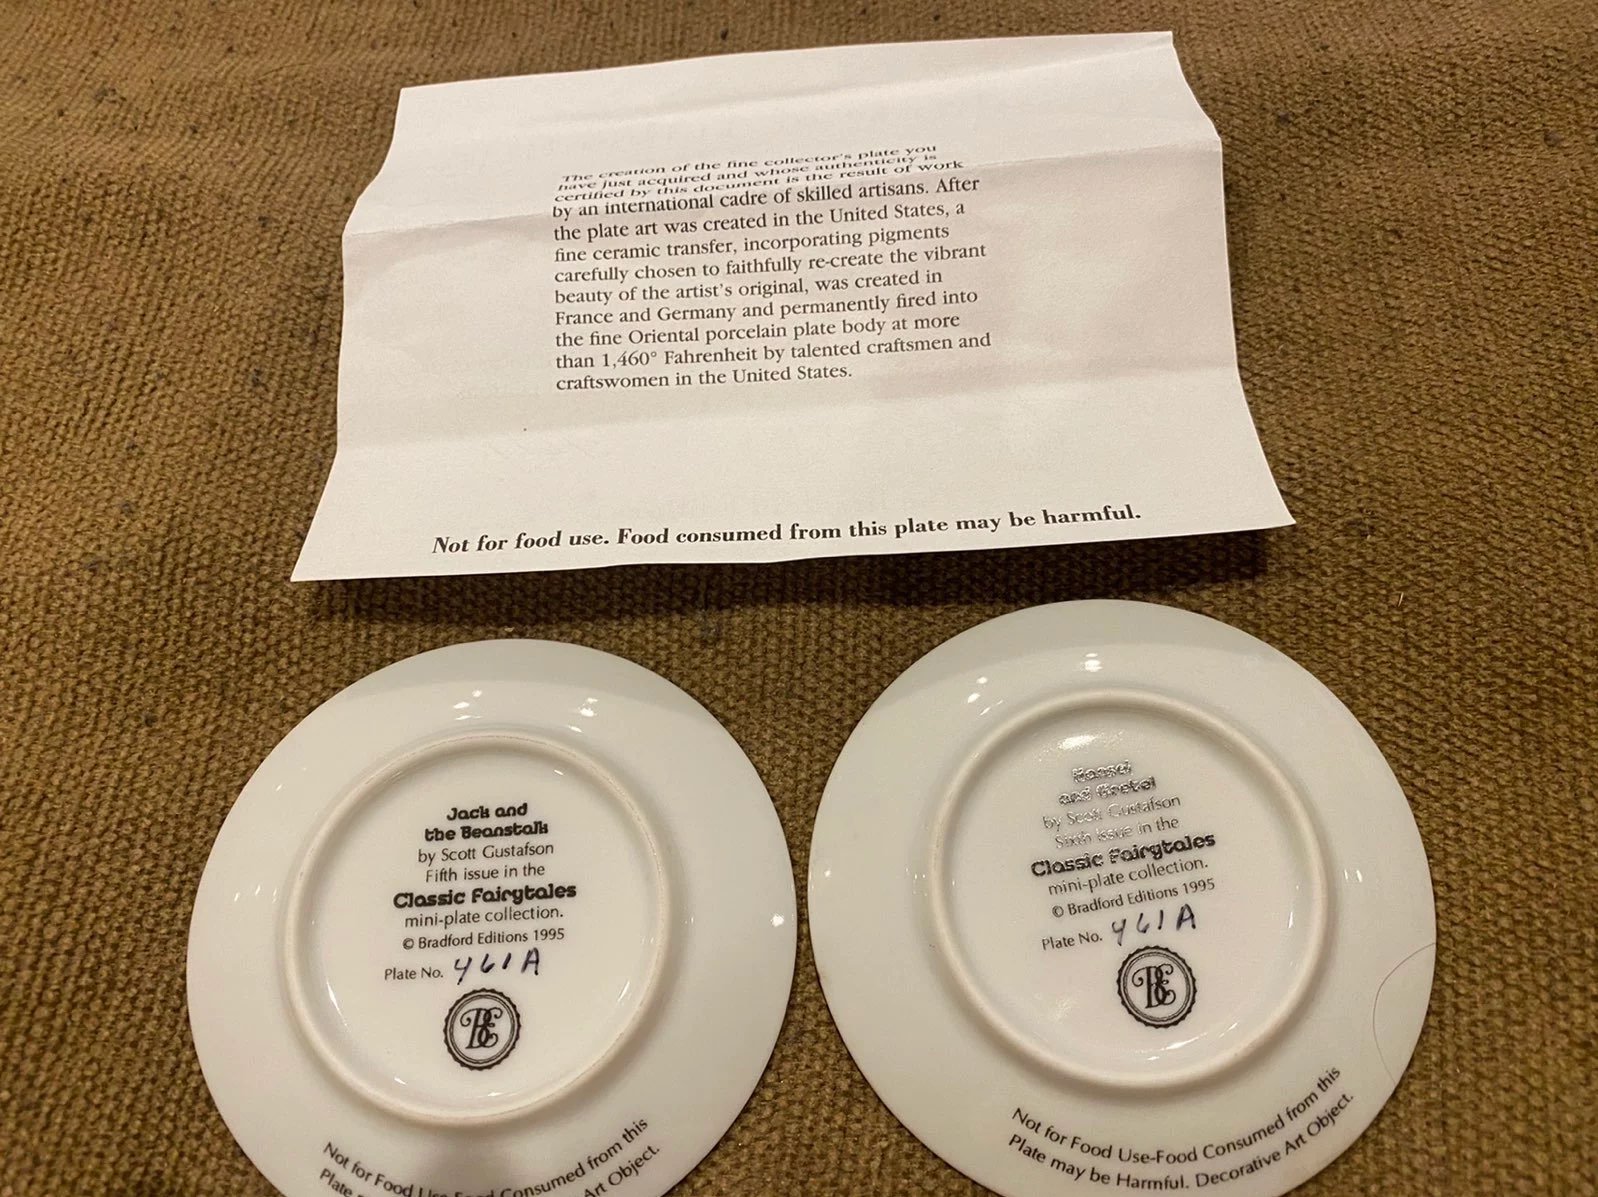 The creation of the fine collector's plate you
have just acquired and whose authenticity is
certified by this document is the result of work
by an international cadre of skilled artisans. After
the plate art was created in the United States, a
fine ceramic transfer, incorporating pigments
carefully chosen to faithfully re-create the vibrant
beauty of the artist's original, was created in
France and Germany and permanently fired into
the fine Oriental porcelain plate body at more
than 1,460° Fahrenheit by talented craftsmen and
craftswomen in the United States.
Not for food use. Food consumed from this plate may be harmful.
Jack and
the Beanstalk
by Scott Gustafson
Fifth issue in the
Classic Fairytales
mini-plate collection.
© Bradford Editions 1995
Plate No. 461A
BE
Not for Food Use-Food Consumed from this
Plate Art Object.
Hansel
and Gretel
by Scott Gustafson
Sixth issue in the
Classic Fairytales
mini-plate collection.
© Bradford Editions 1995
Plate No. 461A
BE
Not for Food Use-Food Consumed from this
Plate may be Harmful. Decorative Art Object.